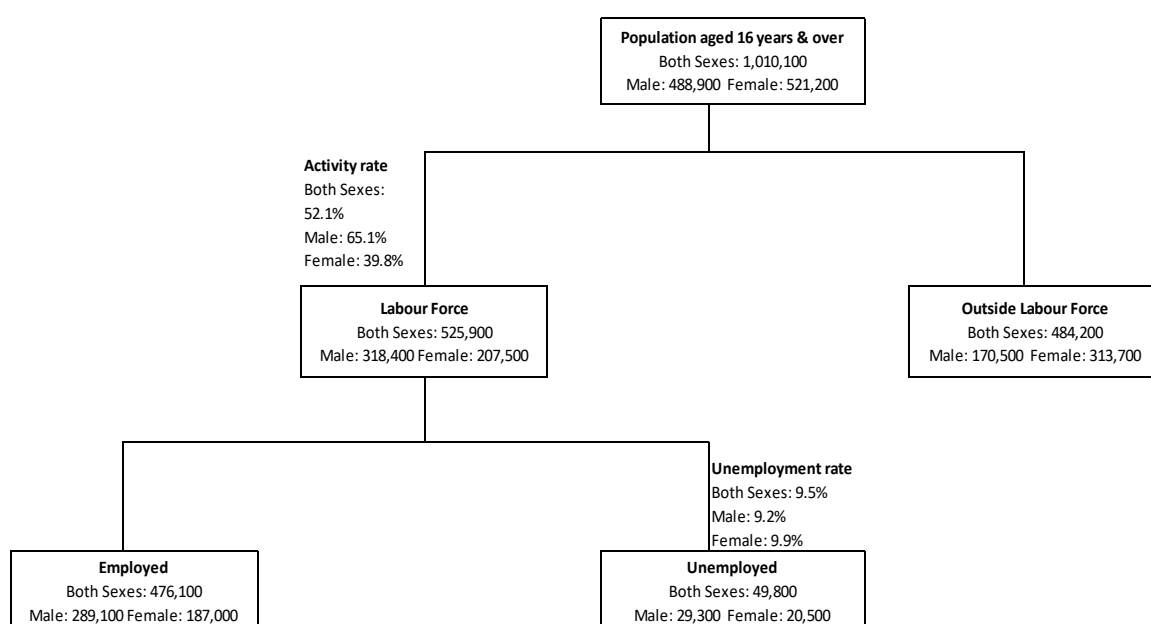 Population aged 16 years & over
Both Sexes: 1,010,100
Male: 488,900 Female: 521,200
Activity rate
Both Sexes:
52.1%
Male: 65.1%
Female: 39.8%
Labour Force
Both Sexes: 525,900
Male: 318,400 Female: 207,500
Outside Labour Force
Both Sexes: 484,200
Male: 170,500 Female: 313,700
Unemployment rate
Both Sexes: 9.5%
Male: 9.2%
Female: 9.9%
Employed
Both Sexes: 476,100
Male: 289,100 Female: 187,000
Unemployed
Both Sexes: 49,800
Male: 29,300 Female: 20,500